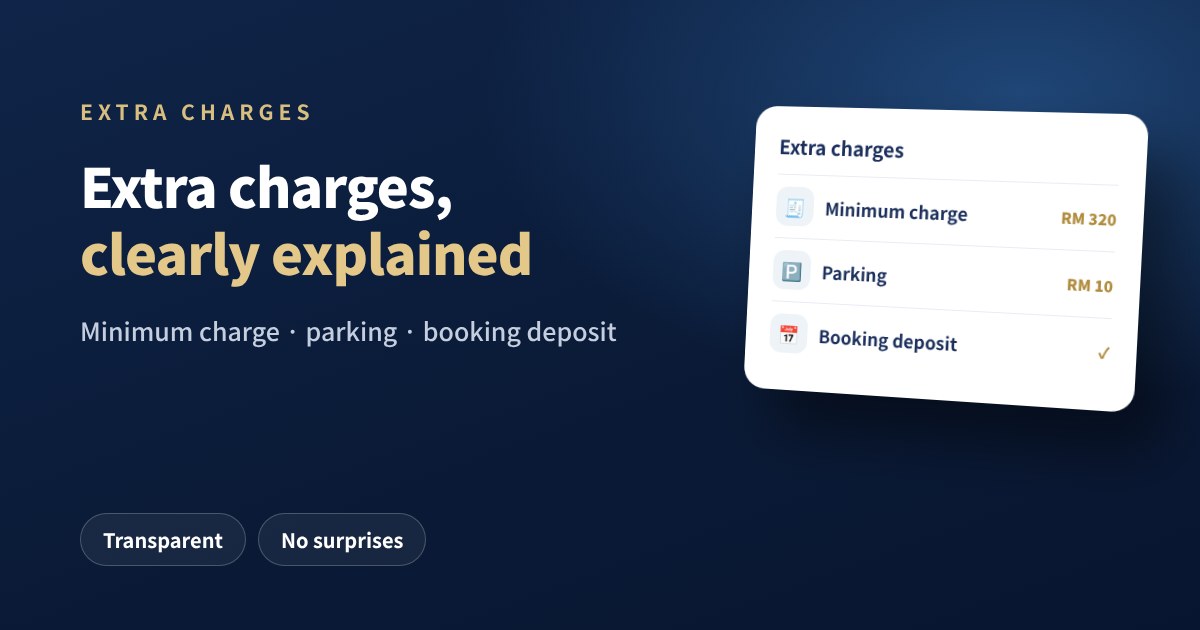 EXTRA CHARGES
Extra charges,
clearly explained
Minimum charge · parking · booking deposit
Transparent
No surprises
Extra charges
Minimum charge RM 320
Parking RM 10
Booking deposit ✓